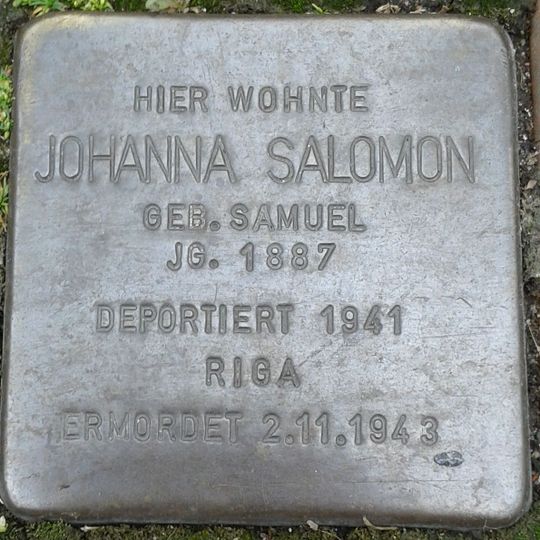 HIER WOHNTE
JOHANNA SALOMON
GEB. SAMUEL
JG. 1887
DEPORTIERT 1941
RIGA
ERMORDET 2.11.1943